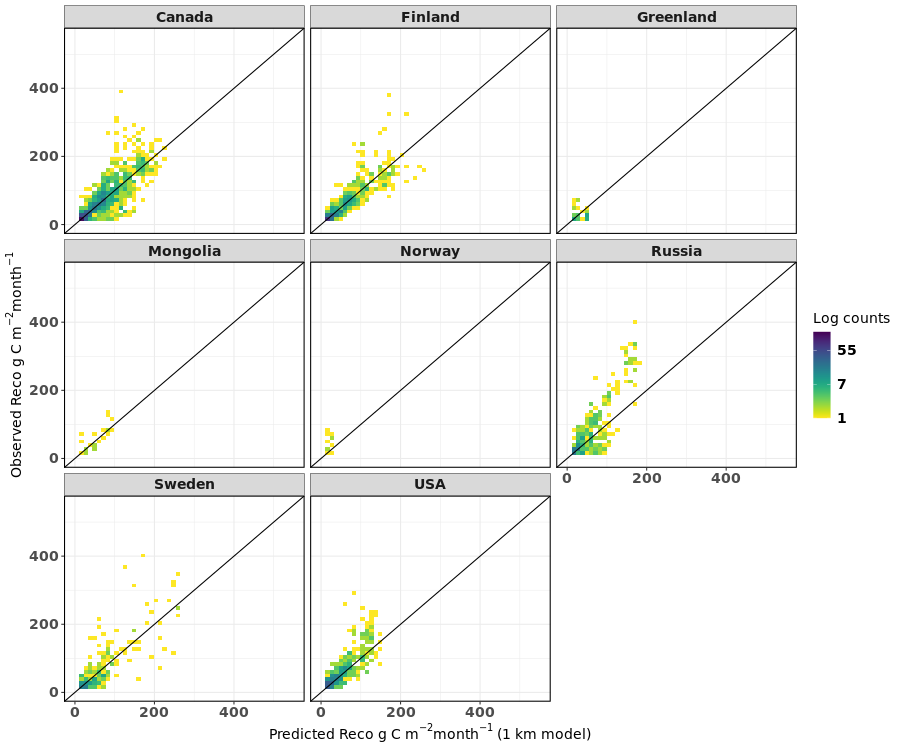 Canada Finland Greenland
400
200
0
Mongolia Norway Russia
400
200
0
0 200 400
Sweden USA
400
200
0
0 200 400 0 200 400
Observed Reco g C m−2month−1
Predicted Reco g C m−2month−1 (1 km model)
Log counts
55
7
1